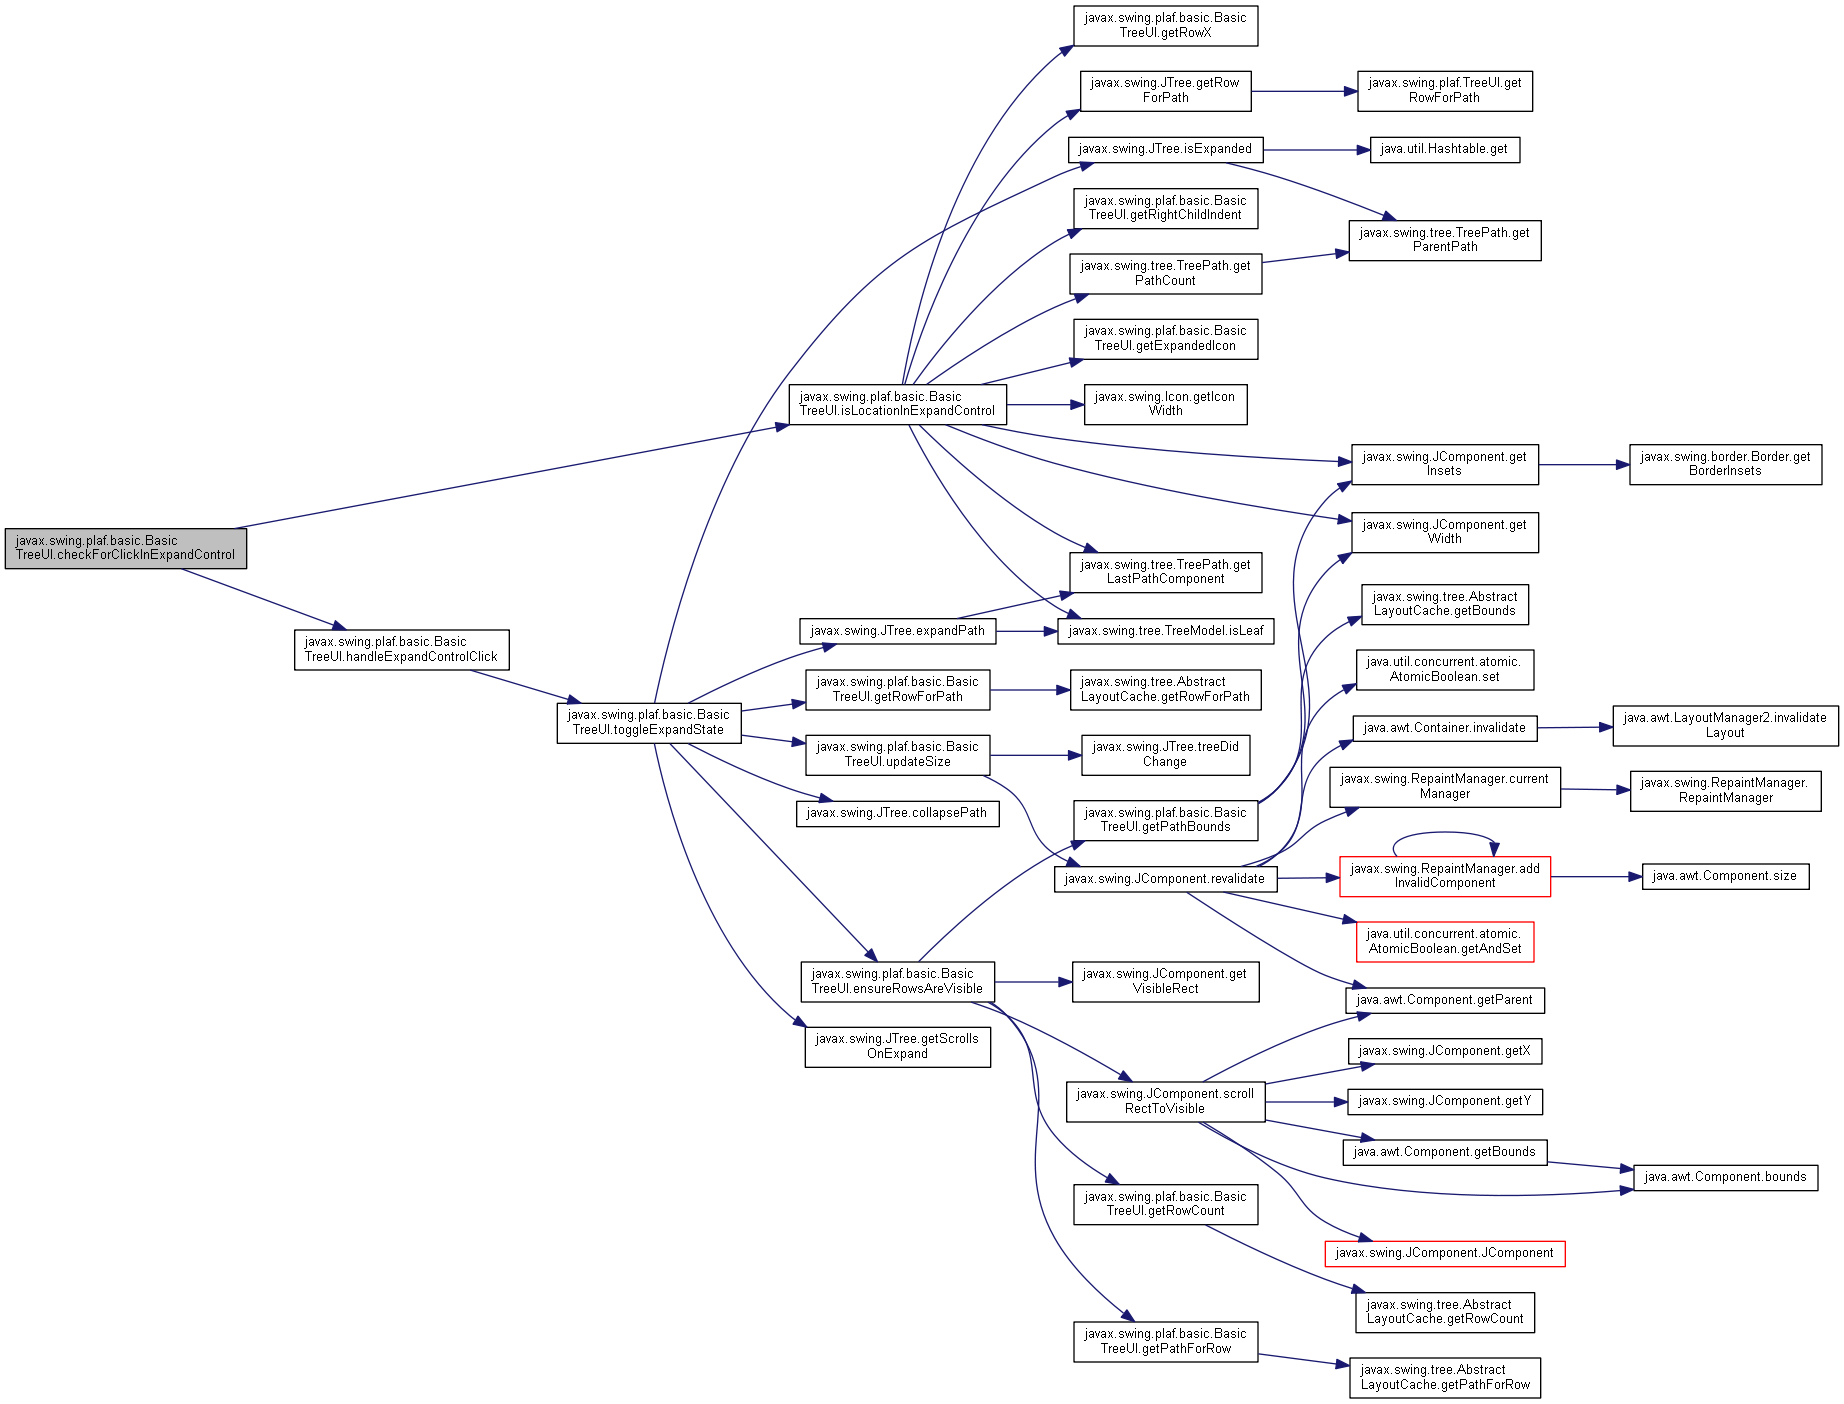 javax.swing.plaf.basic.Basic
TreeUI.checkForClickInExpandControl
javax.swing.plaf.basic.Basic
TreeUI.handleExpandControlClick
javax.swing.plaf.basic.Basic
TreeUI.toggleExpandState
javax.swing.plaf.basic.Basic
TreeUI.isLocationInExpandControl
javax.swing.JTree.expandPath
javax.swing.plaf.basic.Basic
TreeUI.getRowForPath
javax.swing.plaf.basic.Basic
TreeUI.updateSize
javax.swing.JTree.collapsePath
javax.swing.plaf.basic.Basic
TreeUI.ensureRowsAreVisible
javax.swing.JTree.getScrolls
OnExpand
javax.swing.plaf.basic.Basic
TreeUI.getRowX
javax.swing.JTree.getRow
ForPath
javax.swing.JTree.isExpanded
javax.swing.plaf.basic.Basic
TreeUI.getRightChildIndent
javax.swing.tree.TreePath.get
PathCount
javax.swing.plaf.basic.Basic
TreeUI.getExpandedIcon
javax.swing.Icon.getIcon
Width
javax.swing.tree.TreePath.get
LastPathComponent
javax.swing.tree.TreeModel.isLeaf
javax.swing.tree.Abstract
LayoutCache.getRowForPath
javax.swing.JTree.treeDid
Change
javax.swing.plaf.basic.Basic
TreeUI.getPathBounds
javax.swing.JComponent.revalidate
javax.swing.JComponent.get
VisibleRect
javax.swing.JComponent.scroll
RectToVisible
javax.swing.plaf.basic.Basic
TreeUI.getRowCount
javax.swing.plaf.basic.Basic
TreeUI.getPathForRow
javax.swing.plaf.TreeUI.get
RowForPath
java.util.Hashtable.get
javax.swing.tree.TreePath.get
ParentPath
javax.swing.JComponent.get
Insets
javax.swing.JComponent.get
Width
javax.swing.tree.Abstract
LayoutCache.getBounds
java.util.concurrent.atomic.
AtomicBoolean.set
java.awt.Container.invalidate
javax.swing.RepaintManager.current
Manager
javax.swing.RepaintManager.add
InvalidComponent
java.util.concurrent.atomic.
AtomicBoolean.getAndSet
java.awt.Component.getParent
javax.swing.JComponent.getX
javax.swing.JComponent.getY
java.awt.Component.getBounds
javax.swing.JComponent.JComponent
javax.swing.tree.Abstract
LayoutCache.getRowCount
javax.swing.tree.Abstract
LayoutCache.getPathForRow
javax.swing.border.Border.get
BorderInsets
java.awt.LayoutManager2.invalidate
Layout
javax.swing.RepaintManager.
RepaintManager
java.awt.Component.size
java.awt.Component.bounds